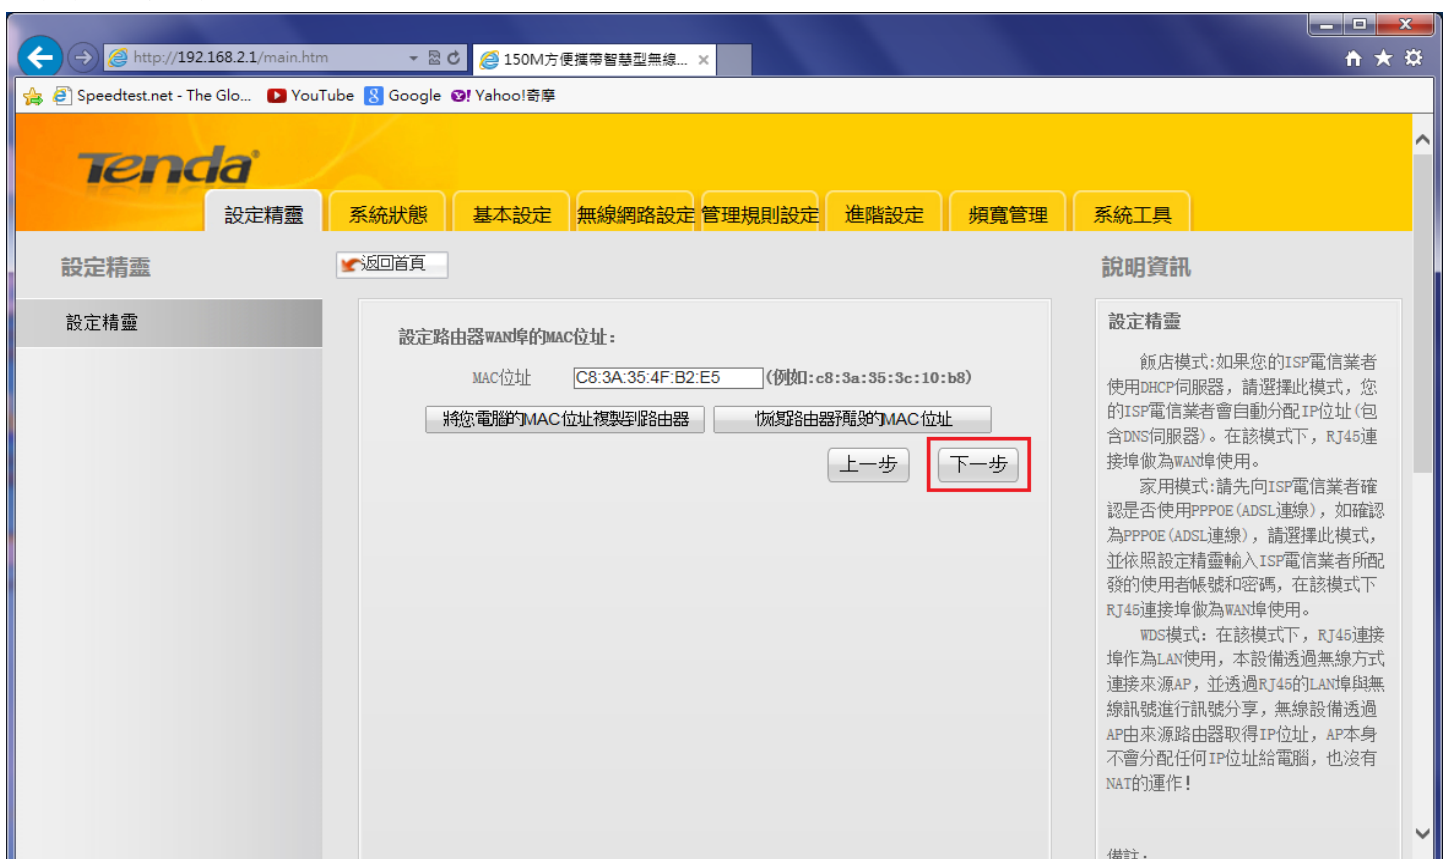 http://192.168.2.1/main.htm
150M方便攜帶智慧型無線...
Speedtest.net - The Glo... YouTube Google Yahoo!奇摩
Tenda
設定精靈 系統狀態 基本設定 無線網路設定 管理規則設定 進階設定 頻寬管理 系統工具
設定精靈
設定精靈
返回首頁
設定路由器WAN埠的MAC位址：
MAC位址 C8:3A:35:4F:B2:E5 (例如:c8:3a:35:3c:10:b8)
將您電腦的MAC位址複製到路由器 恢复路由器預設的MAC位址
上一步 下一步
說明資訊
設定精靈
飯店模式:如果您的ISP電信業者
使用DHCP伺服器，請選擇此模式，您
的ISP電信業者會自動分配IP位址(包
含DNS伺服器)。在該模式下，RJ45連
接埠做為WAN埠使用。
家用模式:請先向ISP電信業者確
認是否使用PPPOE(ADSL連線)，如確認
為PPPOE(ADSL連線)，請選擇此模式，
並依照設定精靈輸入ISP電信業者所配
發的使用者帳號和密碼，在該模式下
RJ45連接埠做為WAN埠使用。
WDS模式: 在該模式下，RJ45連接
埠作為LAN使用，本設備透過無線方式
連接來源AP，並透過RJ45的LAN埠與無
線訊號進行訊號分享，無線設備透過
AP由來源路由器取得IP位址，AP本身
不會分配任何IP位址給電腦，也沒有
NAT的運作!
備註: